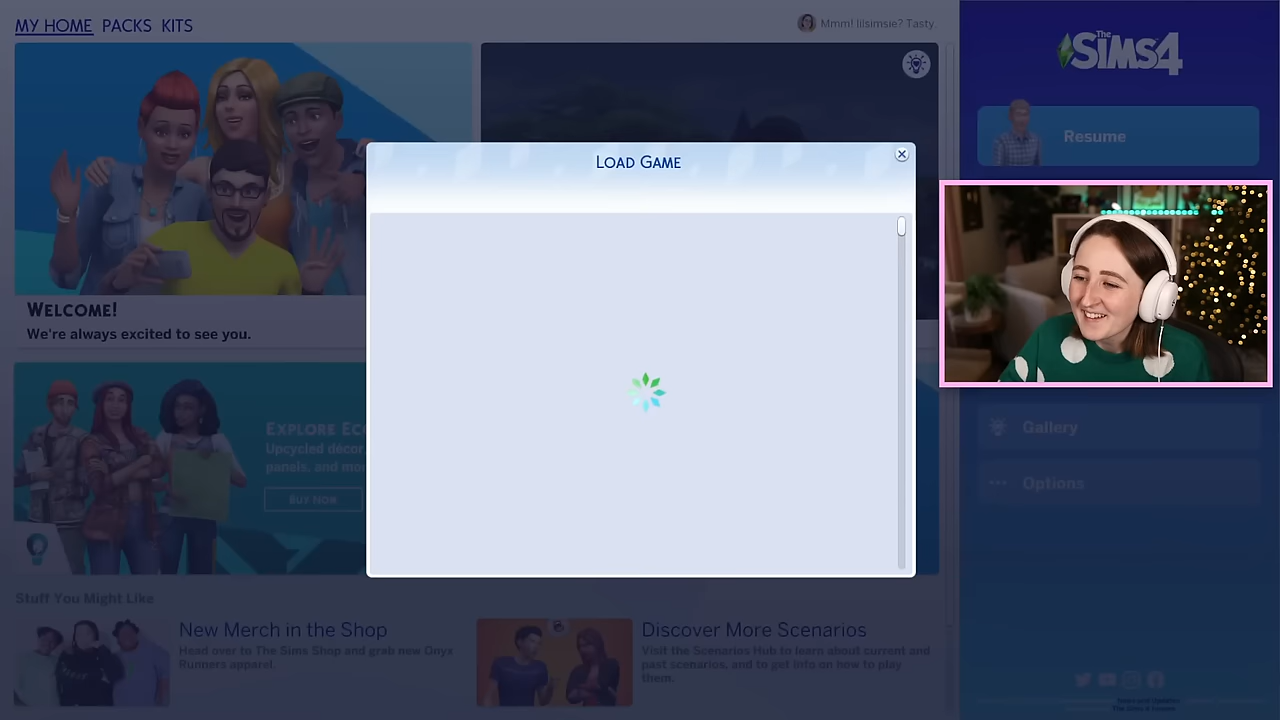 MY HOME PACKS KITS
Mmm! lilsimsie? Tasty.
The SIMS 4
Resume
LOAD GAME
WELCOME!
We're always excited to see you.
EXPLORE ECO
Upcycled décor,
panels, and mo
BUY NOW
Gallery
Options
Stuff You Might Like
New Merch in the Shop
Head over to The Sims Shop and grab new Onyx
Runners apparel.
Discover More Scenarios
Visit the Scenarios Hub to learn about current and
past scenarios, and to get info on how to play
them.